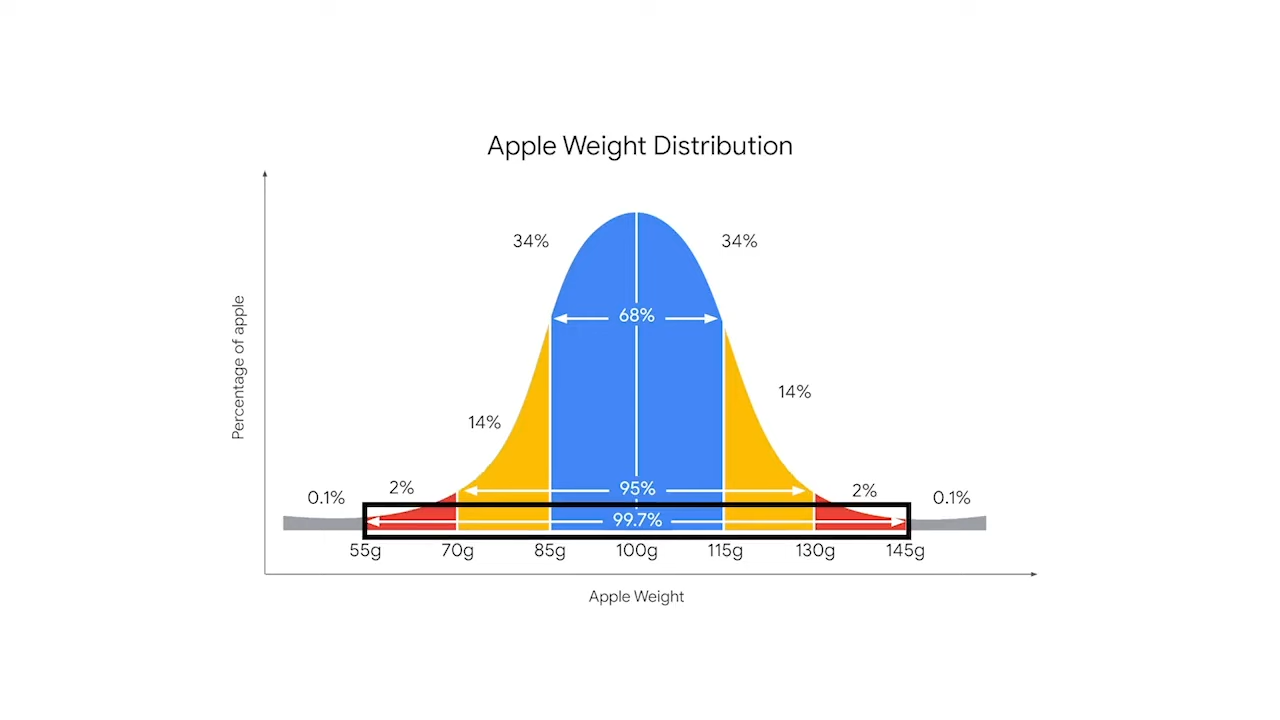 Apple Weight Distribution
34%
34%
68%
Percentage of apple
14%
14%
0.1%
2%
95%
2%
0.1%
99.7%
55g
70g
85g
100g
115g
130g
145g
Apple Weight